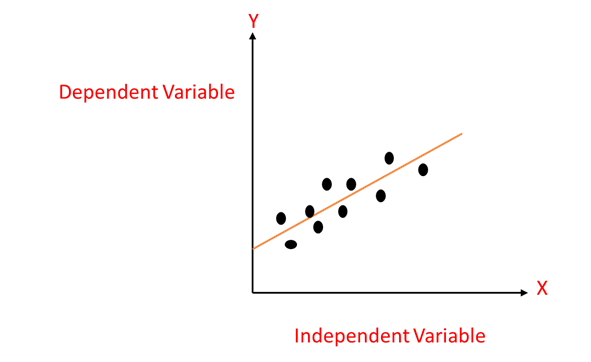 Y
Dependent Variable
X
Independent Variable